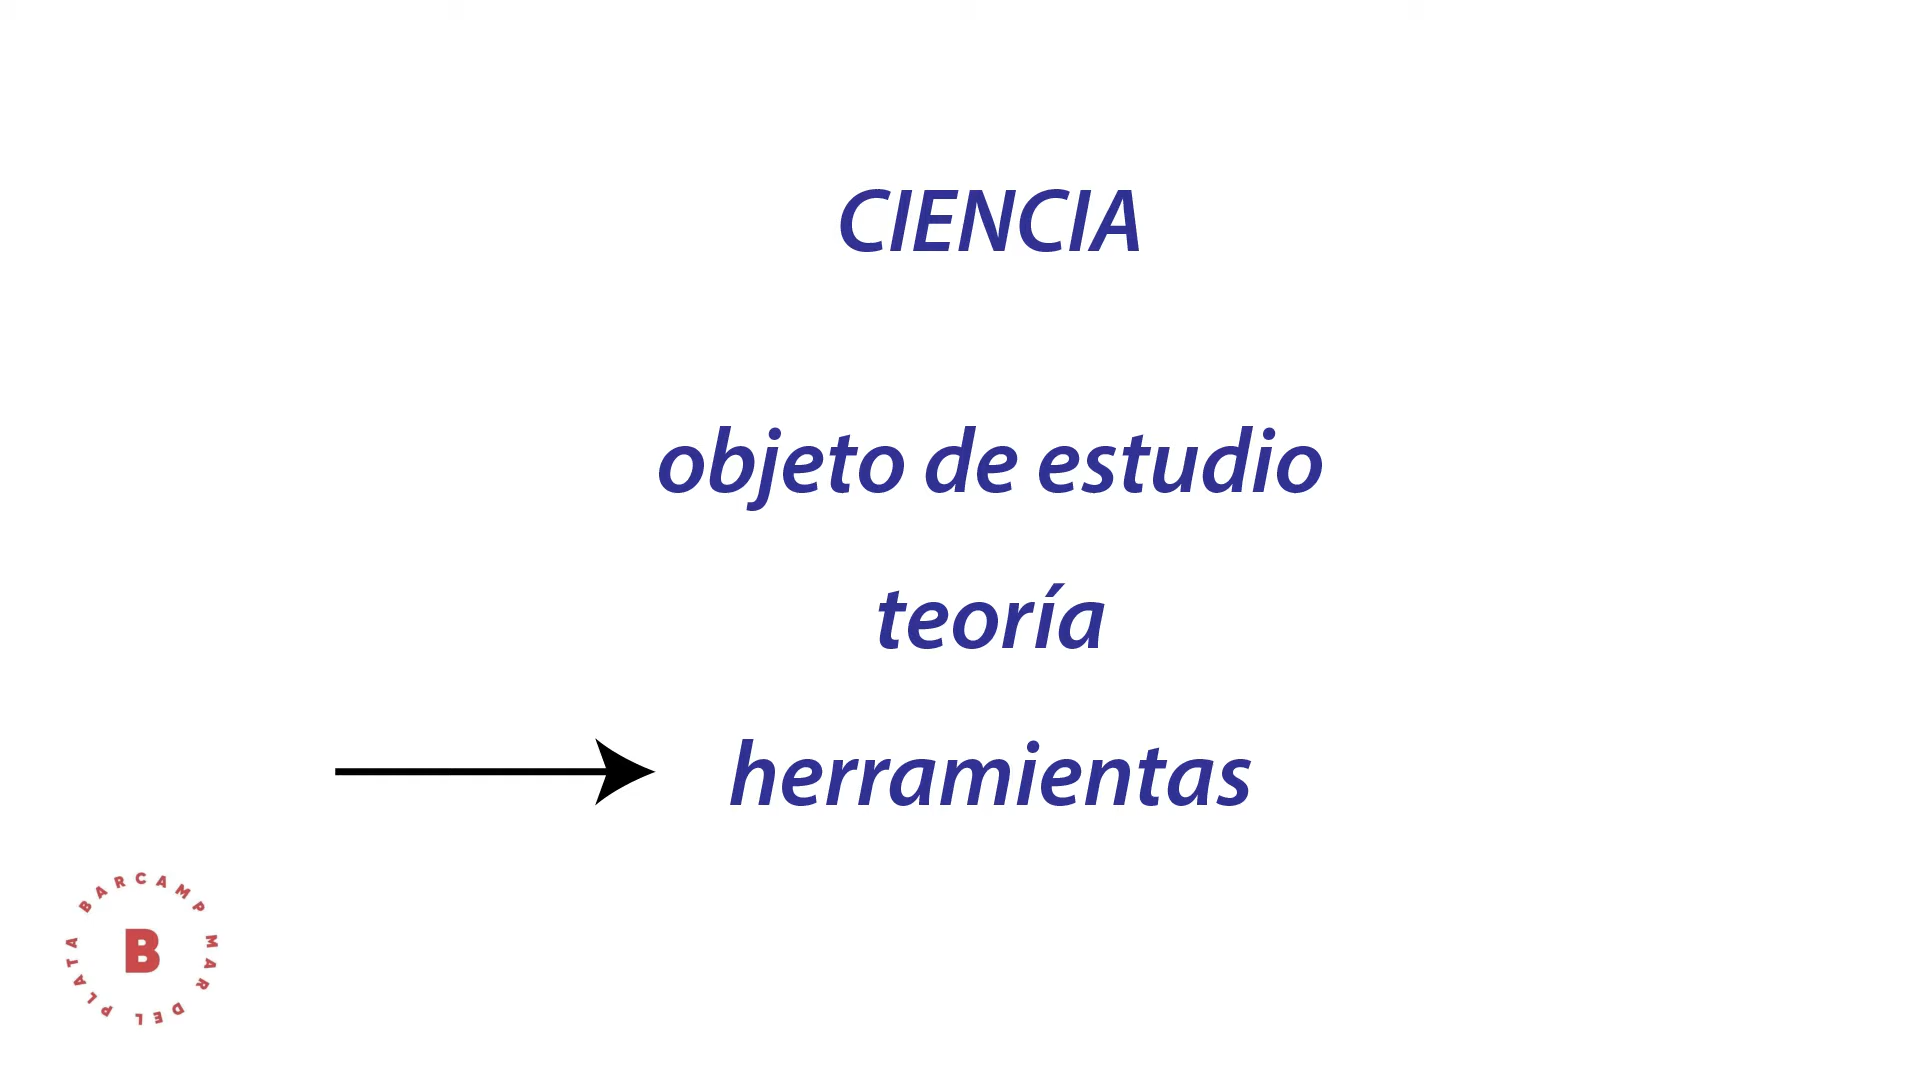 CIENCIA
objeto de estudio
teoría
herramientas
BARCAMP MAR DEL PLATA
B